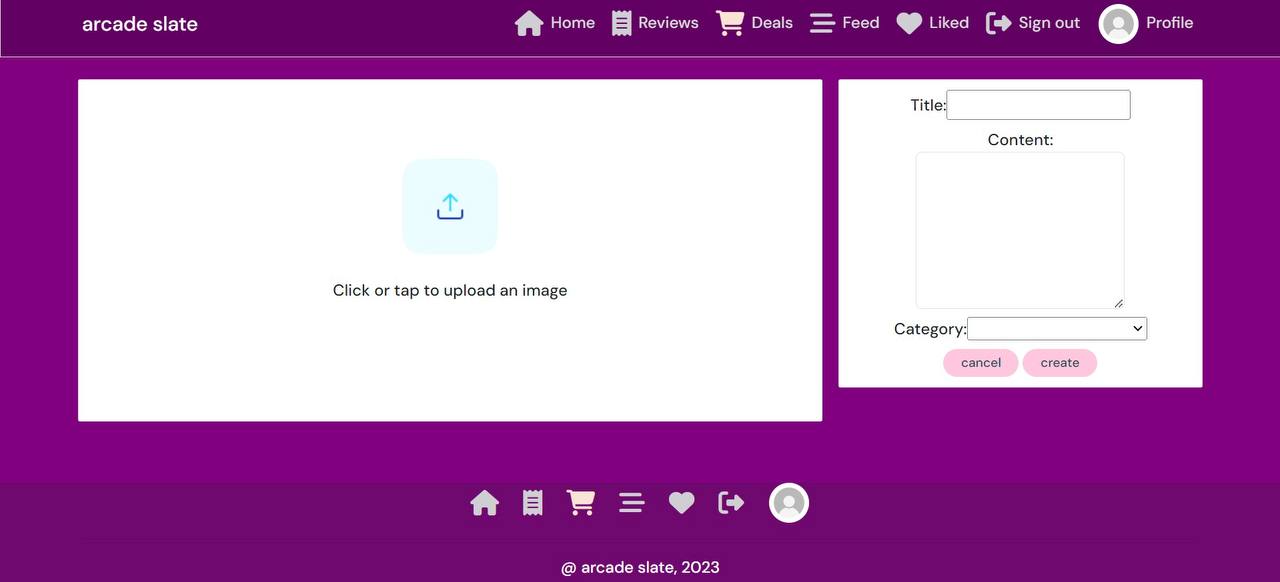 arcade slate Home Reviews Deals Feed Liked Sign out Profile
Click or tap to upload an image
Title:
Content:
Category:
cancel create
@ arcade slate, 2023